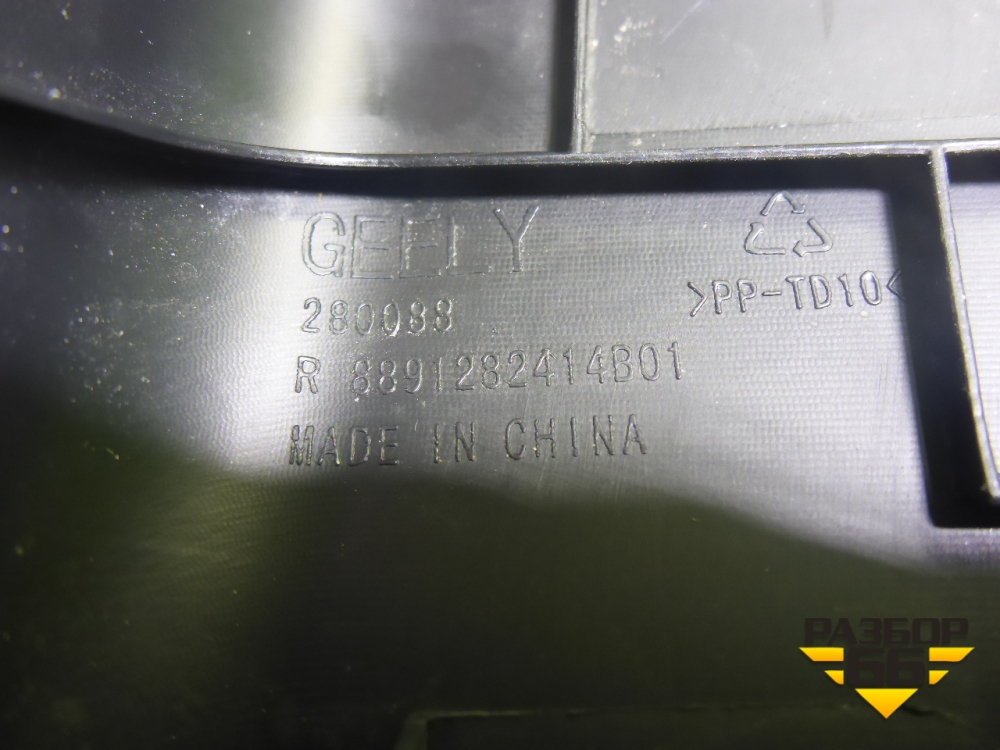 GEELY
>PP-TD10<
280088
R 8891282414B01
MADE IN CHINA
РАЗБОР
66